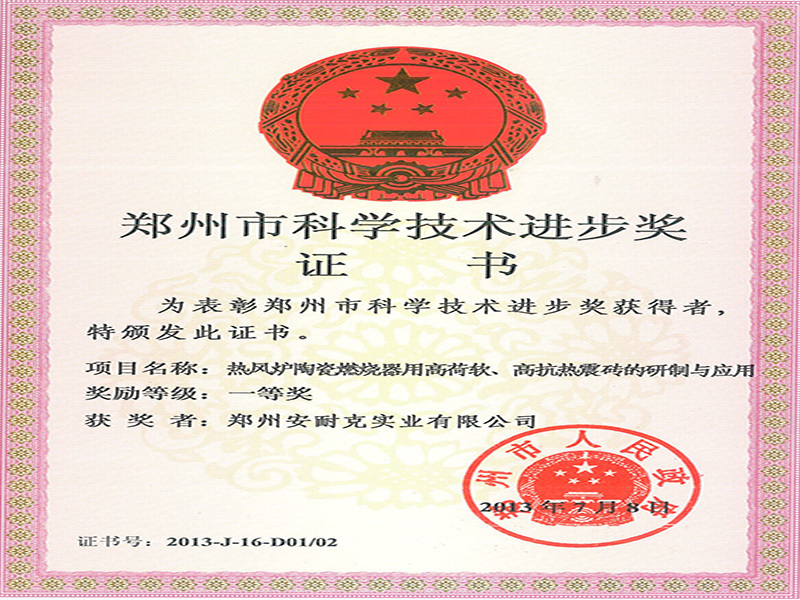 郑州市科学技术进步奖
证 书
为表彰郑州市科学技术进步奖获得者，
特颁发此证书。
项目名称：热风炉陶瓷燃烧器用高荷软、高抗热震砖的研制与应用
奖励等级：一等奖
获 奖 者：郑州安耐克实业有限公司
郑州市人民政府
2013年7月8日
证书号：2013-J-16-D01/02